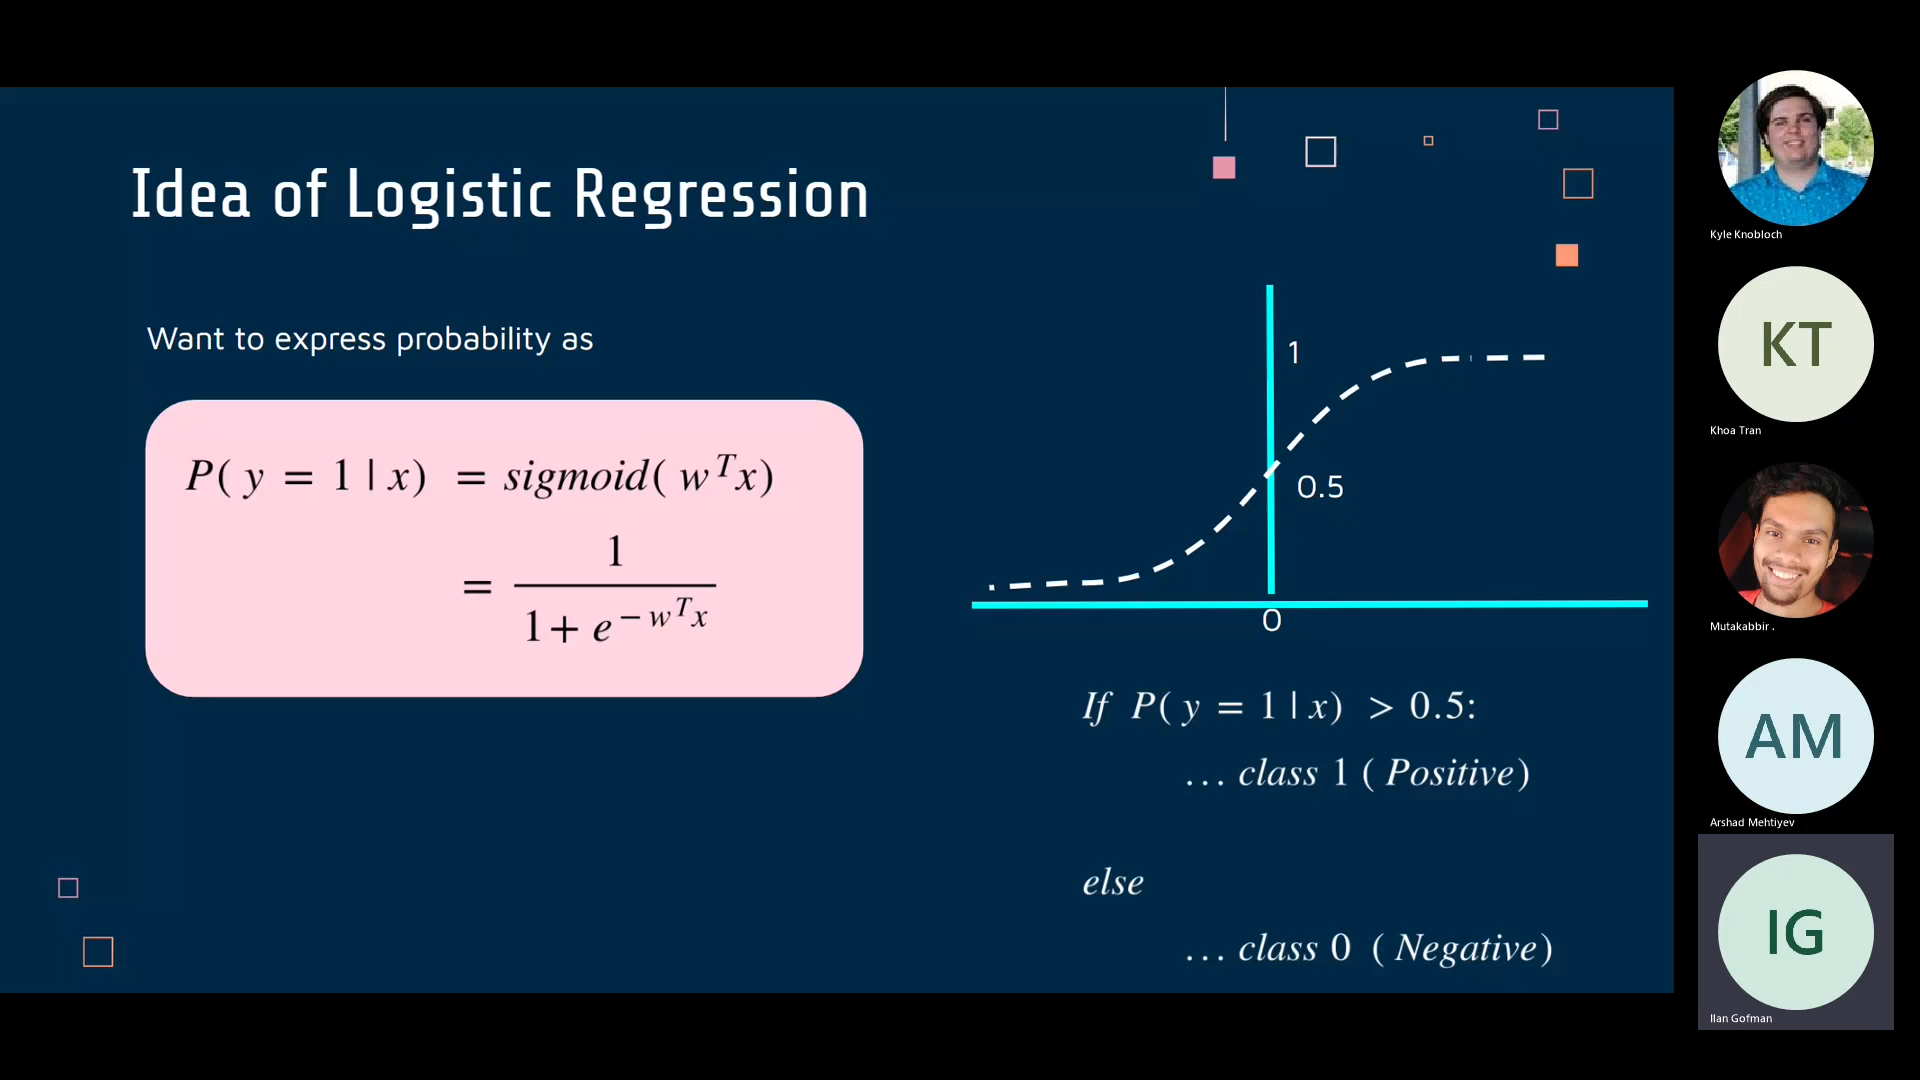 Idea of Logistic Regression
Want to express probability as
P( y = 1 | x) = sigmoid( wᵀx)
= 1 / (1 + e^(− wᵀx))
1
0.5
0
If P( y = 1 | x) > 0.5:
... class 1 ( Positive)
else
... class 0 ( Negative)
Kyle Knobloch
KT
Khoa Tran
Mutakabbir .
AM
Arshad Mehtiyev
IG
Ilan Gofman